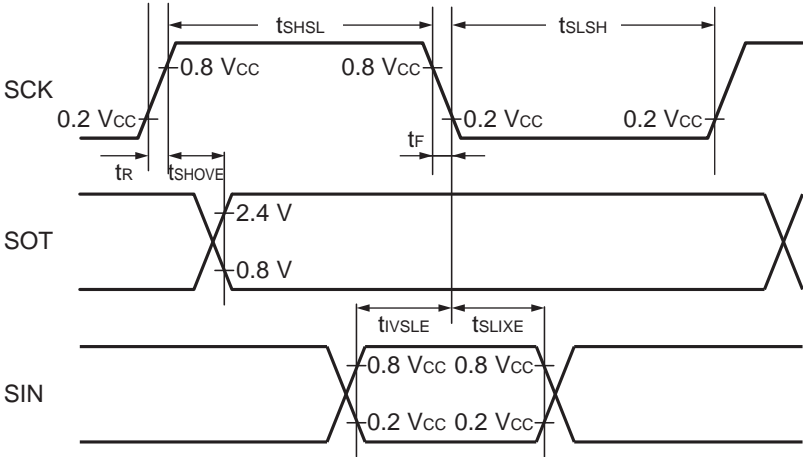 tSHSL
tSLSH
SCK
0.8 VCC
0.8 VCC
0.2 VCC
0.2 VCC
0.2 VCC
tF
tR
tSHOVE
SOT
2.4 V
0.8 V
tIVSLE
tSLIXE
SIN
0.8 VCC
0.8 VCC
0.2 VCC
0.2 VCC